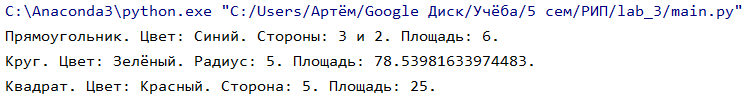 C:\Anaconda3\python.exe "C:/Users/Артём/Google Диск/Учёба/5 сем/РИП/lab_3/main.py"
Прямоугольник. Цвет: Синий. Стороны: 3 и 2. Площадь: 6.
Круг. Цвет: Зелёный. Радиус: 5. Площадь: 78.53981633974483.
Квадрат. Цвет: Красный. Сторона: 5. Площадь: 25.